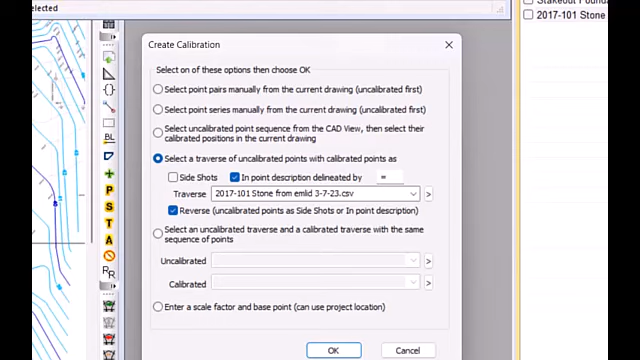 elected
Stakeout Founda
2017-101 Stone
Create Calibration
Select on of these options then choose OK
Select point pairs manually from the current drawing (uncalibrated first)
Select point series manually from the current drawing (uncalibrated first)
Select uncalibrated point sequence from the CAD View, then select their
calibrated positions in the current drawing
Select a traverse of uncalibrated points with calibrated points as
Side Shots
In point description delineated by
=
Traverse
2017-101 Stone from emlid 3-7-23.csv
>
Reverse (uncalibrated points as Side Shots or In point description)
Select an uncalibrated traverse and a calibrated traverse with the same
sequence of points
Uncalibrated
>
Calibrated
>
Enter a scale factor and base point (can use project location)
OK
Cancel
{}
BL
P
S
T
A
RR